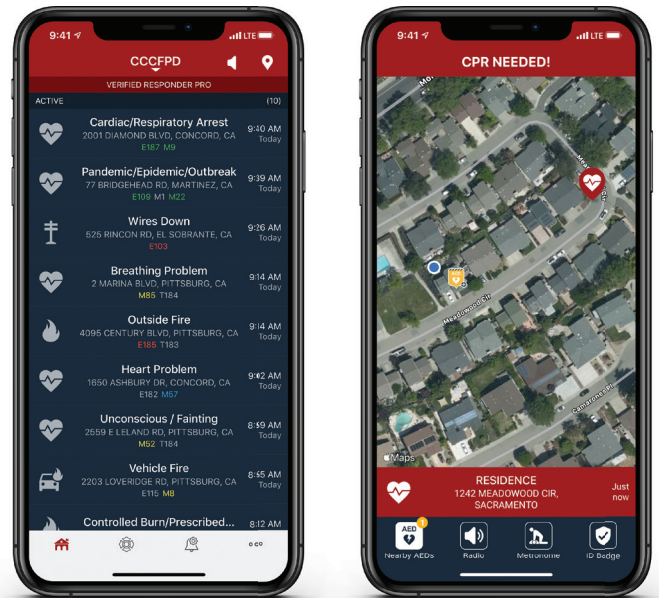 9:41
LTE
CCCFPD
VERIFIED RESPONDER PRO
ACTIVE (10)
Cardiac/Respiratory Arrest
2001 DIAMOND BLVD, CONCORD, CA
E187 M9
9:40 AM
Today
Pandemic/Epidemic/Outbreak
77 BRIDGEHEAD RD, MARTINEZ, CA
E109 M1 M22
9:39 AM
Today
Wires Down
525 RINCON RD, EL SOBRANTE, CA
E103
9:26 AM
Today
Breathing Problem
2 MARINA BLVD, PITTSBURG, CA
M85 T184
9:14 AM
Today
Outside Fire
4095 CENTURY BLVD, PITTSBURG, CA
E185 T183
9:14 AM
Today
Heart Problem
1650 ASHBURY DR, CONCORD, CA
E182 M57
9:02 AM
Today
Unconscious / Fainting
2559 E LELAND RD, PITTSBURG, CA
M52 T184
8:59 AM
Today
Vehicle Fire
2203 LOVERIDGE RD, PITTSBURG, CA
E115 M8
8:55 AM
Today
Controlled Burn/Prescribed...
8:12 AM
9:41
LTE
CPR NEEDED!
AED
Meadowood Cir
Camarones Pl
Maps
RESIDENCE
1242 MEADOWOOD CIR,
SACRAMENTO
Just
now
AED
1
Nearby AEDs
Radio
Metronome
ID Badge